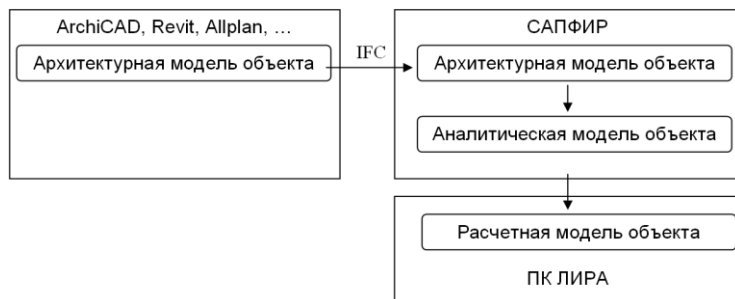 ArchiCAD, Revit, Allplan, ...
Архитектурная модель объекта
IFC
САПФИР
Архитектурная модель объекта
Аналитическая модель объекта
Расчетная модель объекта
ПК ЛИРА